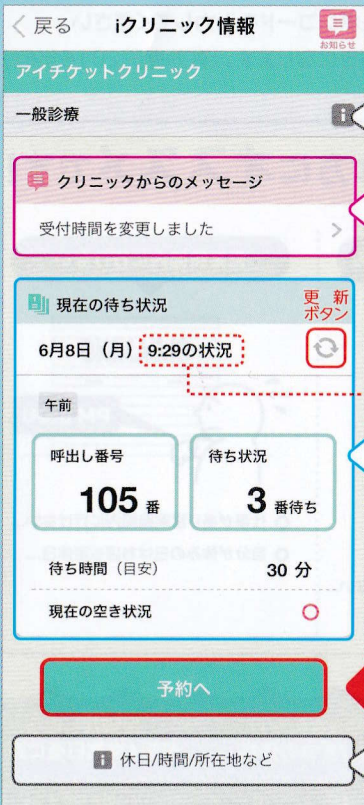 戻る iクリニック情報
お知らせ
アイチケットクリニック
一般診療
クリニックからのメッセージ
受付時間を変更しました
現在の待ち状況
更新
ボタン
6月8日(月) 9:29の状況
午前
呼出し番号 待ち状況
105 番 3 番待ち
待ち時間(目安) 30 分
現在の空き状況
予約へ
休日/時間/所在地など